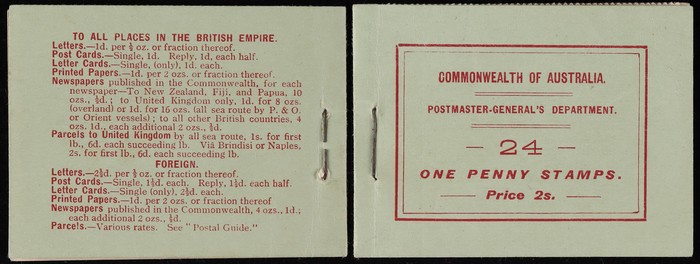 TO ALL PLACES IN THE BRITISH EMPIRE.
Letters.—1d. per ½ oz. or fraction thereof.
Post Cards.—Single, 1d. Reply, 1d, each half.
Letter Cards.—Single, (only), 1d. each.
Printed Papers.—1d. per 2 ozs. or fraction thereof.
Newspapers published in the Commonwealth, for each
newspaper—To New Zealand, Fiji, and Papua, 10
ozs., ½d.; to United Kingdom only, 1d. for 8 ozs.
(overland) or 1d. for 16 ozs. (all sea route by P. & O.
or Orient vessels); to all other British countries, 4
ozs. 1d., each additional 2 ozs., ½d.
Parcels to United Kingdom by all sea route, 1s. for first
lb., 6d. each succeeding lb. Viâ Brindisi or Naples,
2s. for first lb., 6d. each succeeding lb.
FOREIGN.
Letters.—2½d. per ½ oz. or fraction thereof.
Post Cards.—Single, 1½d. each. Reply, 1½d. each half.
Letter Cards.—Single (only), 2½d. each.
Printed Papers.—1d. per 2 ozs. or fraction thereof
Newspapers published in the Commonwealth, 4 ozs., 1d.;
each additional 2 ozs., ½d.
Parcels.—Various rates. See "Postal Guide."
COMMONWEALTH OF AUSTRALIA.
POSTMASTER-GENERAL'S DEPARTMENT.
— 24 —
ONE PENNY STAMPS.
Price 2s.